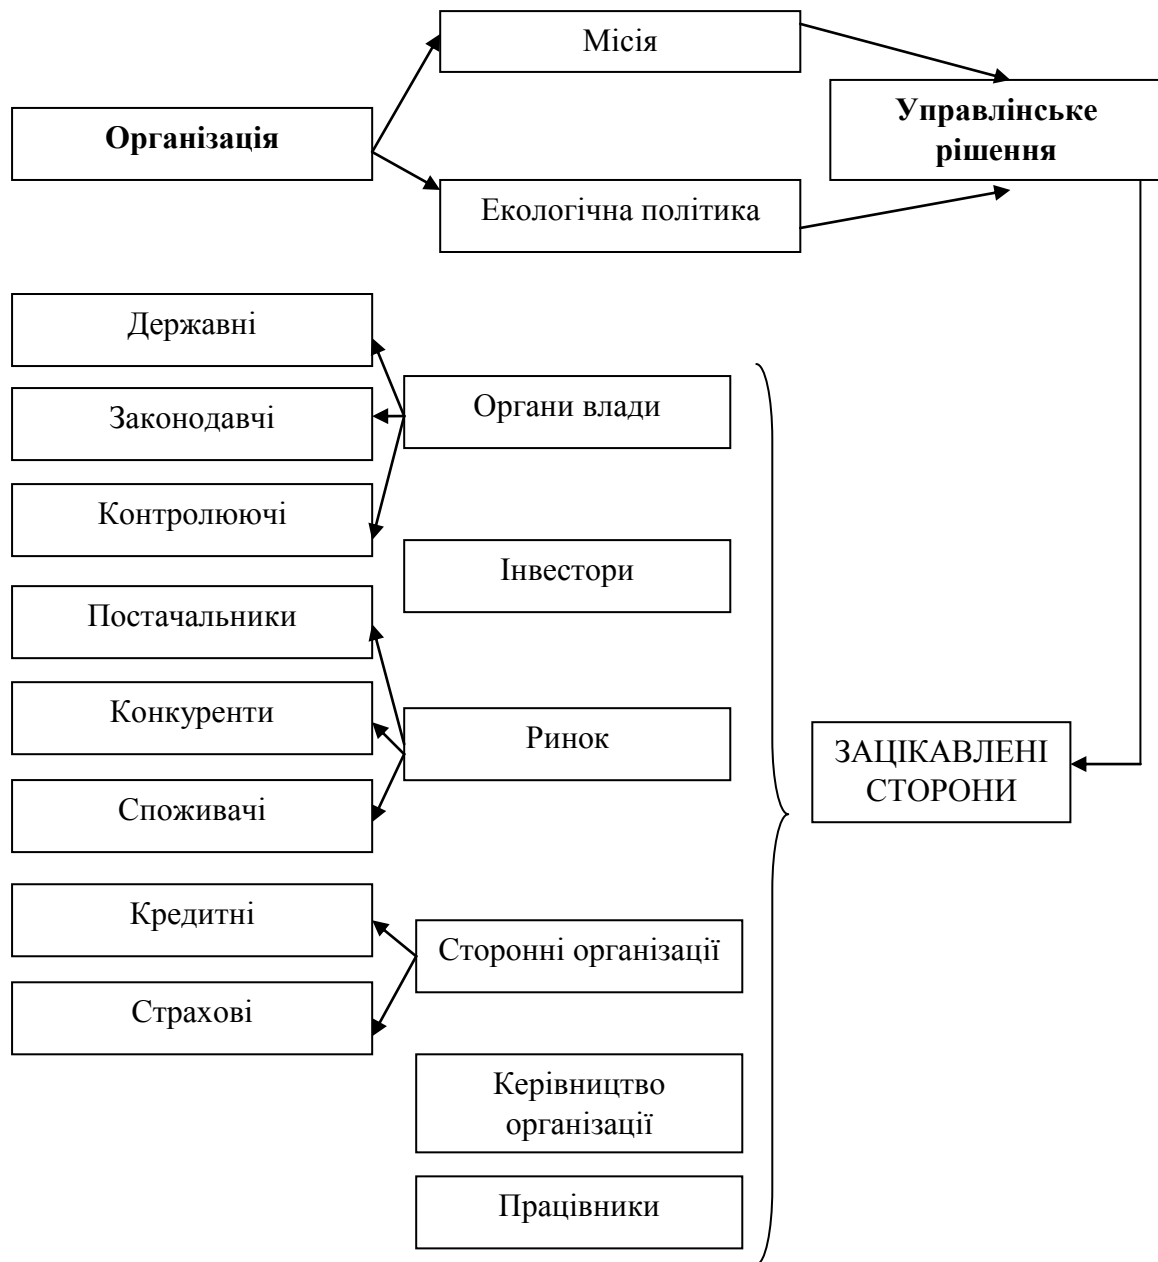 Місія
Організація
Управлінське
рішення
Екологічна політика
Державні
Законодавчі
Контролюючі
Органи влади
Інвестори
Постачальники
Конкуренти
Споживачі
Ринок
ЗАЦІКАВЛЕНІ
СТОРОНИ
Кредитні
Страхові
Сторонні організації
Керівництво
організації
Працівники